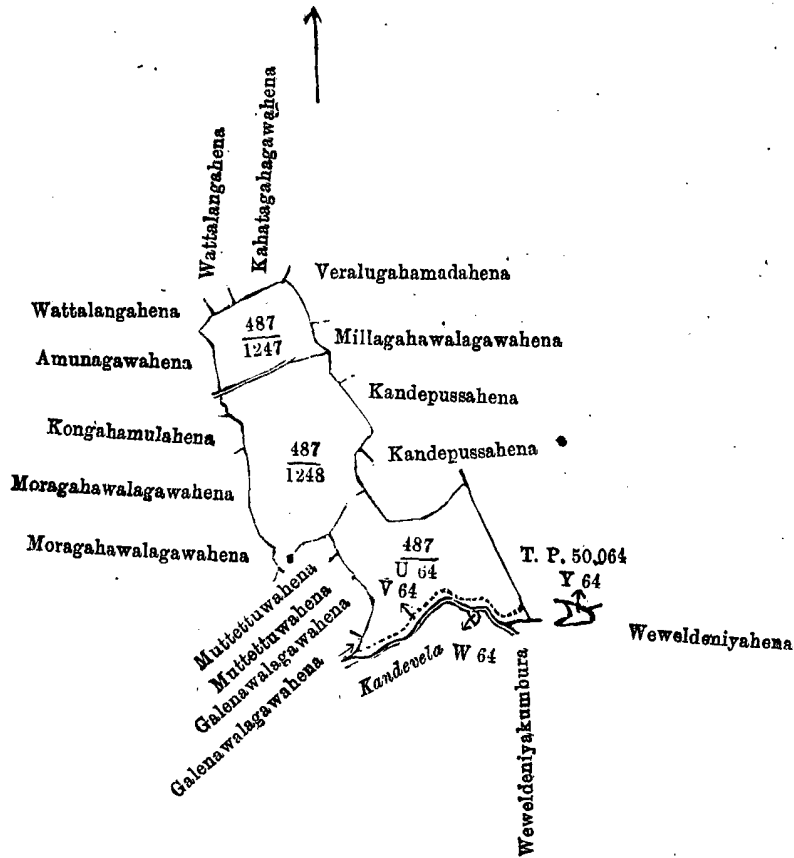 Wattalangahena
Kahatagahagawahena
Veralugahamadahena
Wattalangahena
487
1247
Millagahawalagawahena
Amunagawahena
Kandepussahena
Kongahamulahena
487
1248
Kandepussahena
Moragahawalagawahena
Moragahawalagawahena
487
U 64
V 64
T. P. 50,064
Y 64
Weweldeniyahena
Muttettuwahena
Muttettuwahena
Galenawalagawahena
Galenawalagawahena
Kandevela
W 64
Weweldeniyakumbura